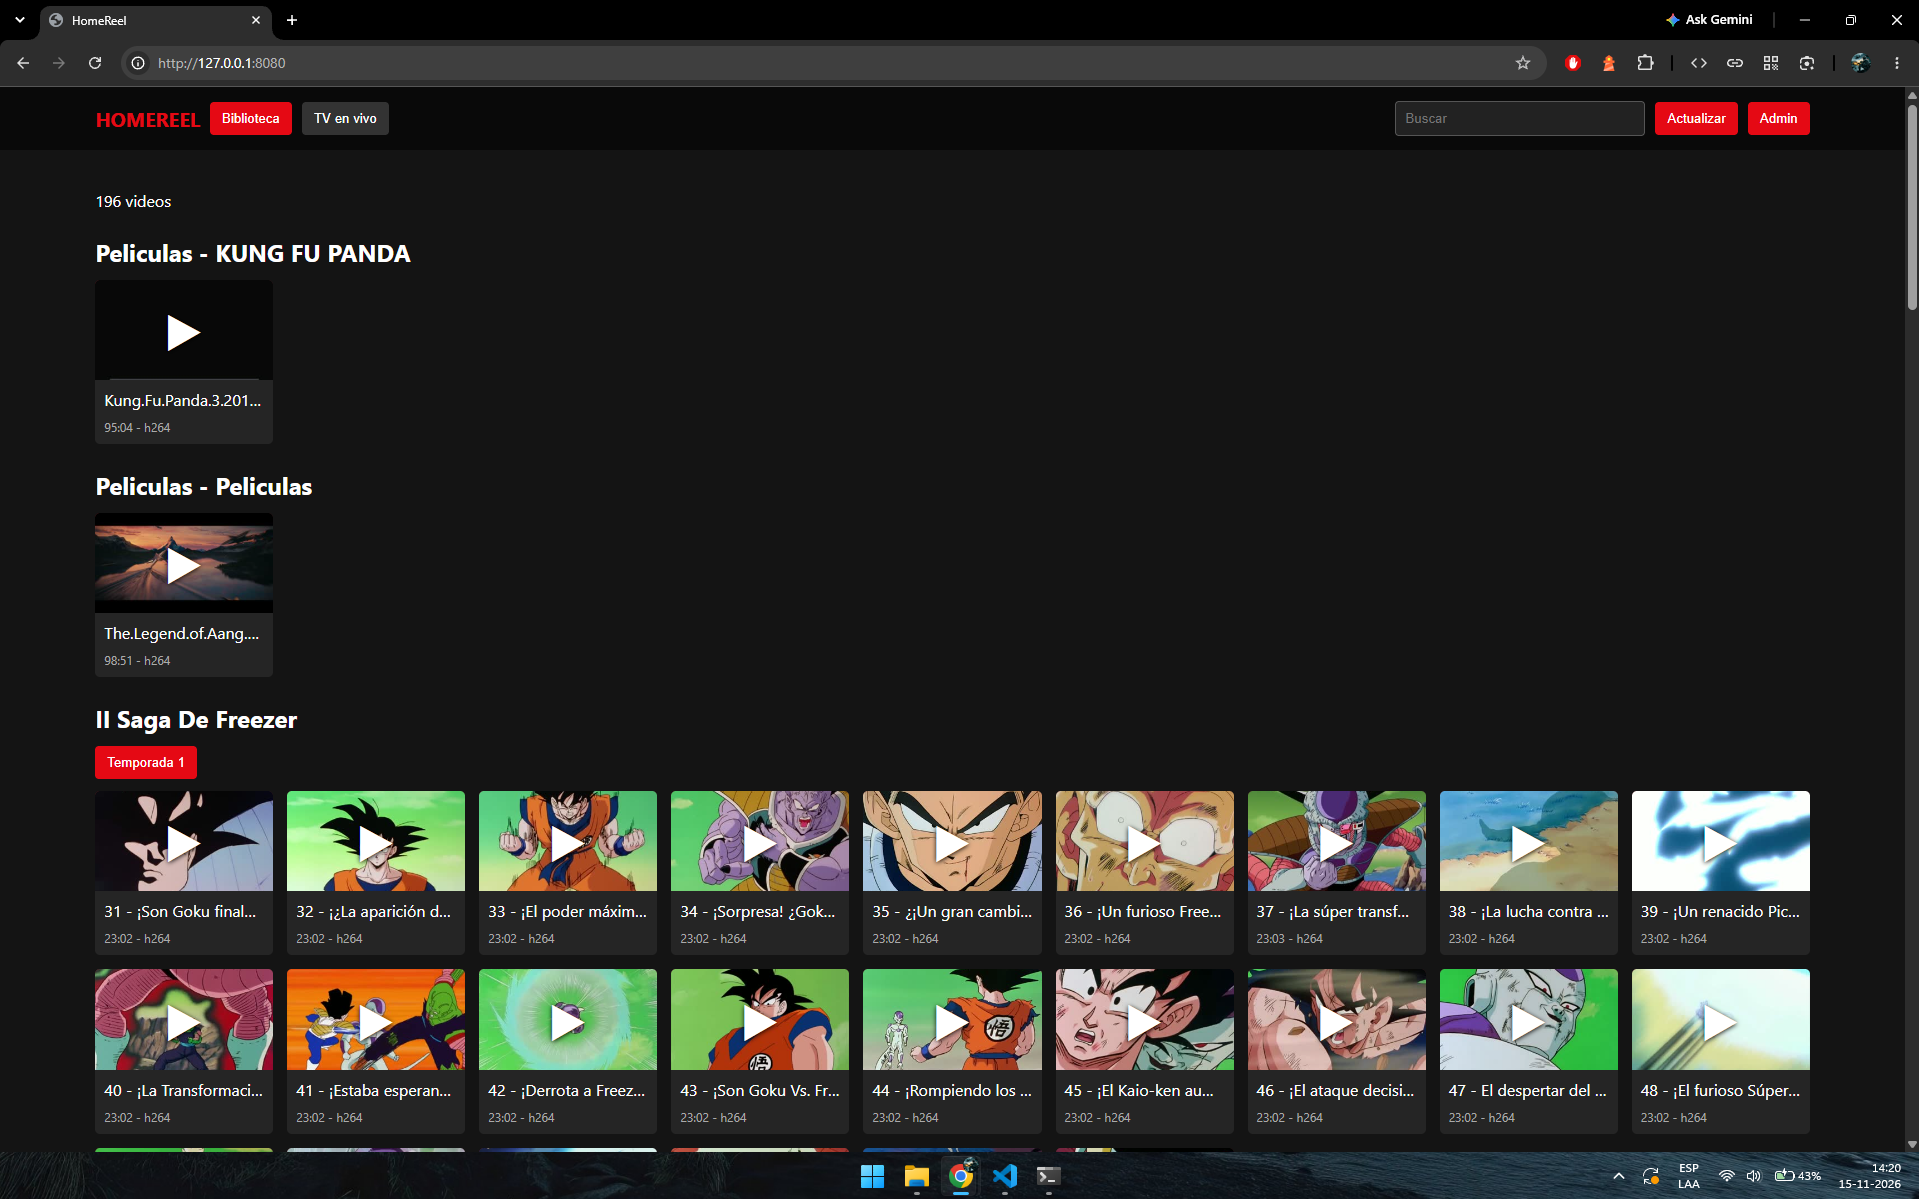 HomeReel
Ask Gemini
http://127.0.0.1:8080
HOMEREEL
Biblioteca
TV en vivo
Buscar
Actualizar
Admin
196 videos
Peliculas - KUNG FU PANDA
Kung.Fu.Panda.3.201...
95:04 - h264
Peliculas - Peliculas
The.Legend.of.Aang....
98:51 - h264
II Saga De Freezer
Temporada 1
31 - ¡Son Goku final...
23:02 - h264
32 - ¡¿La aparición d...
23:02 - h264
33 - ¡El poder máxim...
23:02 - h264
34 - ¡Sorpresa! ¿Gok...
23:02 - h264
35 - ¿¡Un gran cambi...
23:02 - h264
36 - ¡Un furioso Free...
23:02 - h264
37 - ¡La súper transf...
23:03 - h264
38 - ¡La lucha contra ...
23:02 - h264
39 - ¡Un renacido Pic...
23:02 - h264
悟
悟
40 - ¡La Transformaci...
23:02 - h264
41 - ¡Estaba esperan...
23:02 - h264
42 - ¡Derrota a Freez...
23:02 - h264
43 - ¡Son Goku Vs. Fr...
23:02 - h264
44 - ¡Rompiendo los ...
23:02 - h264
45 - ¡El Kaio-ken au...
23:02 - h264
46 - ¡El ataque decisi...
23:02 - h264
47 - El despertar del ...
23:02 - h264
48 - ¡El furioso Súper...
23:02 - h264
ESP
LAA
43%
14:20
15-11-2026